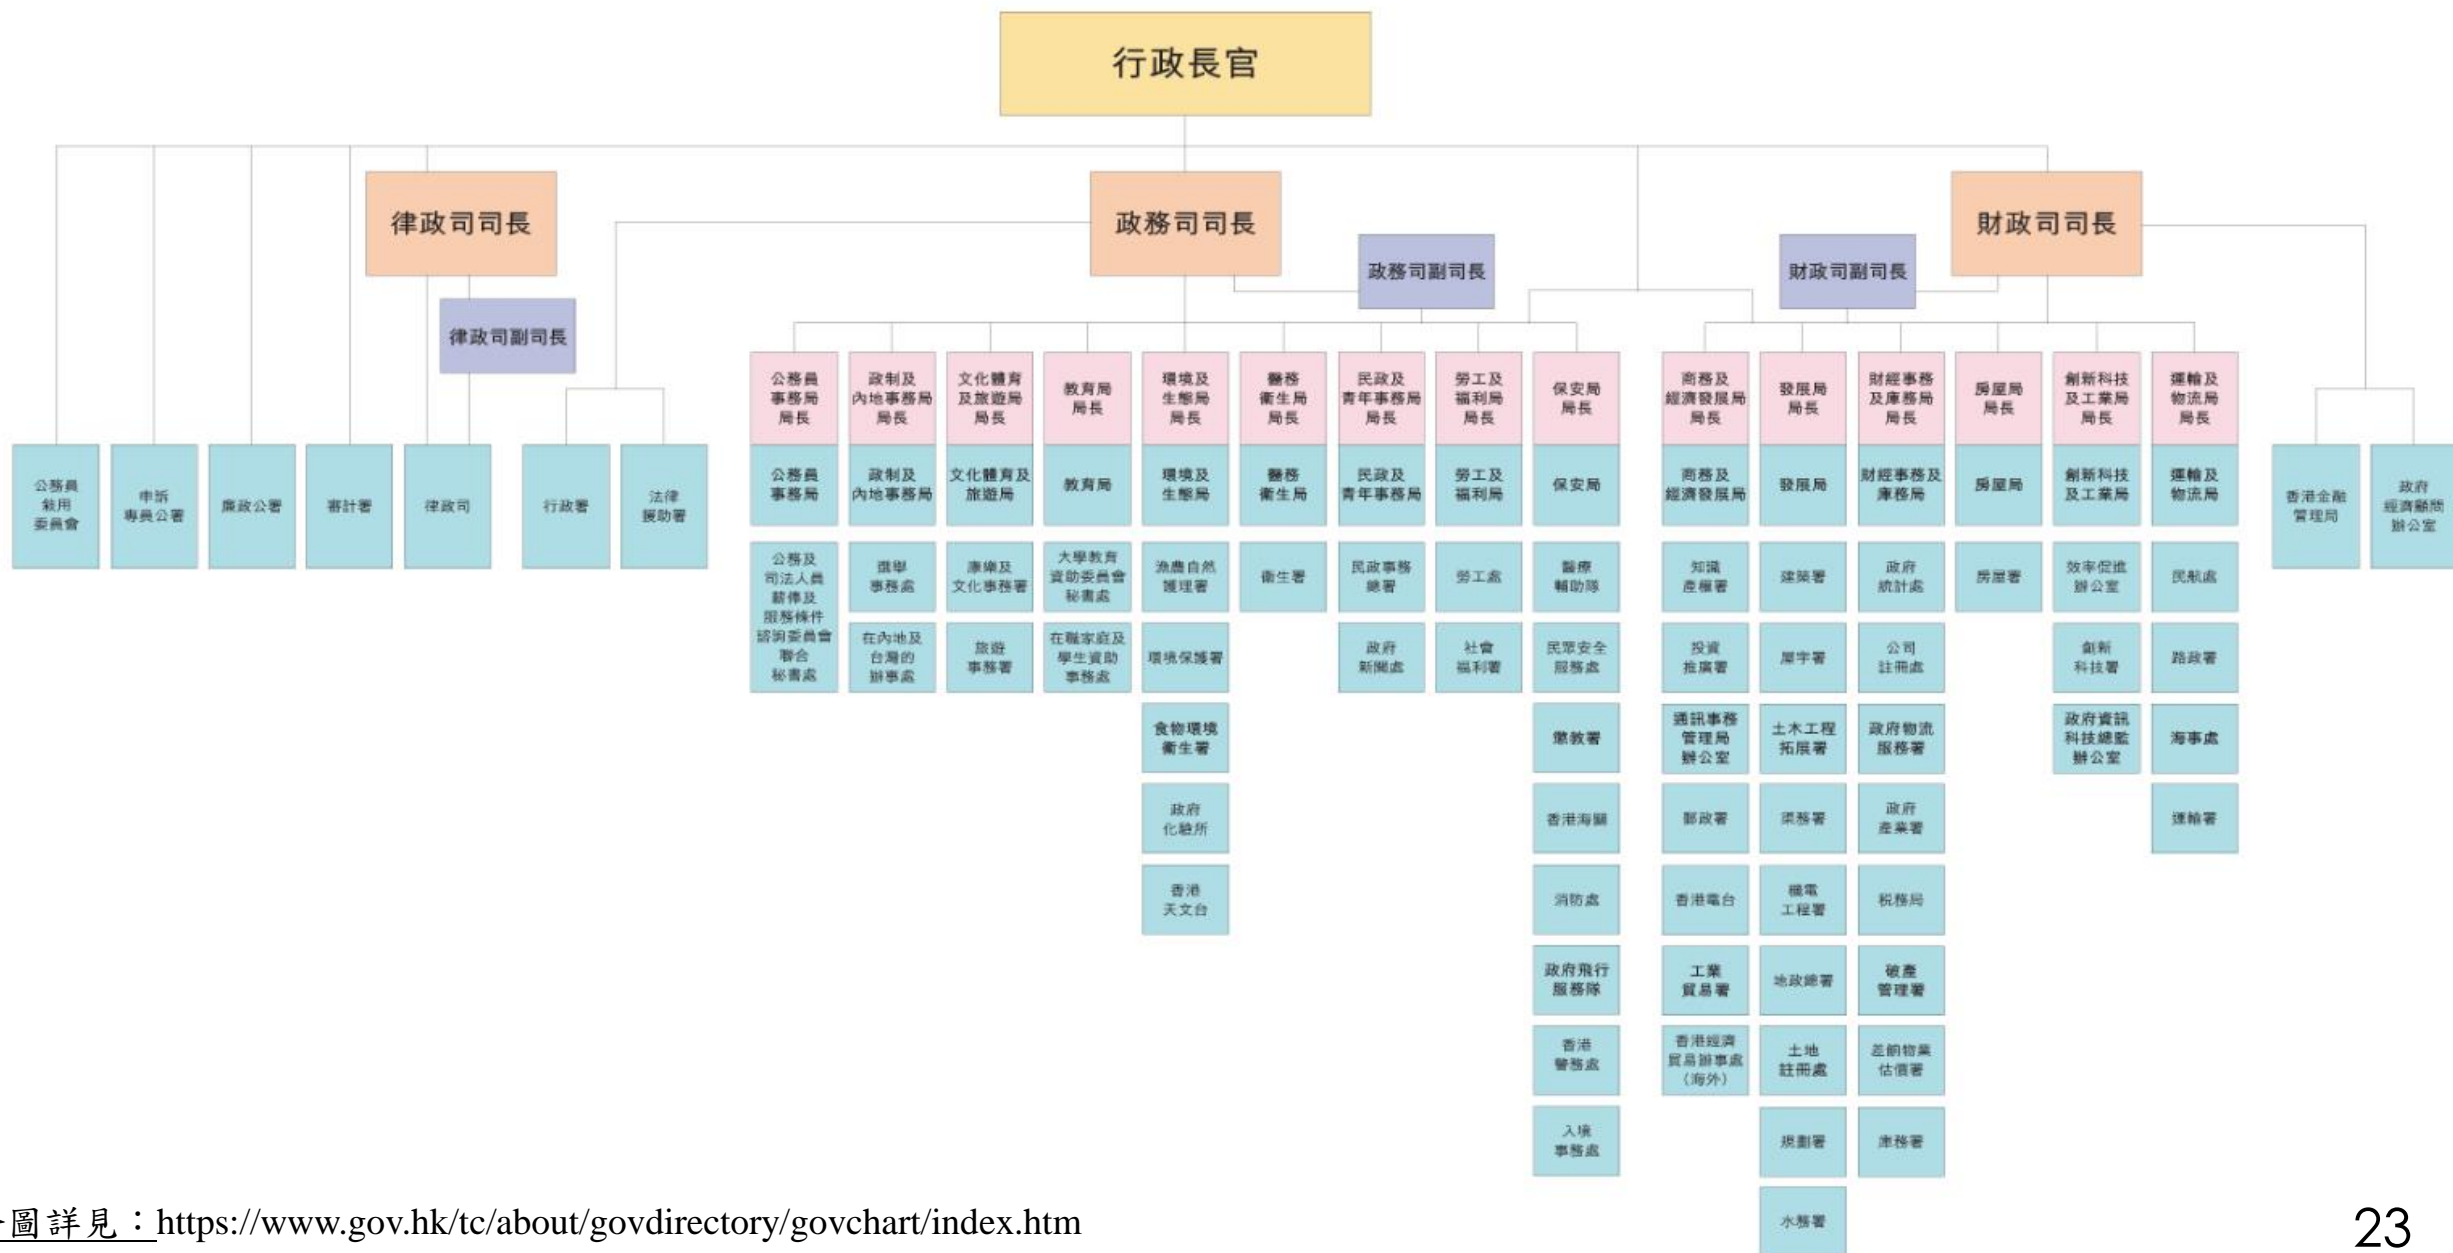 行政長官
律政司司長
政務司司長
財政司司長
政務司副司長
財政司副司長
律政司副司長
公務員
事務局
局長
政制及
內地事務局
局長
文化體育
及旅遊局
局長
教育局
局長
環境及
生態局
局長
醫務
衞生局
局長
民政及
青年事務局
局長
勞工及
福利局
局長
保安局
局長
商務及
經濟發展局
局長
發展局
局長
財經事務
及庫務局
局長
房屋局
局長
創新科技
及工業局
局長
運輸及
物流局
局長
公務員
敍用
委員會
申訴
專員公署
廉政公署
審計署
律政司
行政署
法律
援助署
公務員
事務局
政制及
內地事務局
文化體育及
旅遊局
教育局
環境及
生態局
醫務
衞生局
民政及
青年事務局
勞工及
福利局
保安局
商務及
經濟發展局
發展局
財經事務及
庫務局
房屋局
創新科技
及工業局
運輸及
物流局
香港金融
管理局
政府
經濟顧問
辦公室
公務及
司法人員
薪俸及
服務條件
諮詢委員會
聯合
秘書處
選舉
事務處
康樂及
文化事務署
大學教育
資助委員會
秘書處
漁農自然
護理署
衞生署
民政事務
總署
勞工處
醫療
輔助隊
知識
產權署
建築署
政府
統計處
房屋署
效率促進
辦公室
民航處
在內地及
台灣的
辦事處
旅遊
事務署
在職家庭及
學生資助
事務處
環境保護署
政府
新聞處
社會
福利署
民眾安全
服務處
投資
推廣署
屋宇署
公司
註冊處
創新
科技署
路政署
食物環境
衞生署
懲教署
通訊事務
管理局
辦公室
土木工程
拓展署
政府物流
服務署
政府資訊
科技總監
辦公室
海事處
政府
化驗所
香港海關
郵政署
渠務署
政府
產業署
運輸署
香港
天文台
消防處
香港電台
機電
工程署
稅務局
政府飛行
服務隊
工業
貿易署
地政總署
破產
管理署
香港
警務處
香港經濟
貿易辦事處
（海外）
土地
註冊處
差餉物業
估價署
入境
事務處
規劃署
庫務署
水務署
圖詳見：https://www.gov.hk/tc/about/govdirectory/govchart/index.htm
23